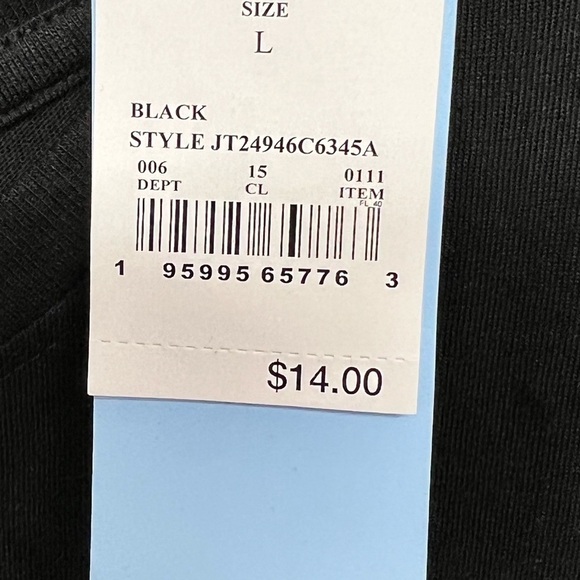 SIZE
L
BLACK
STYLE JT24946C6345A
006 15 0111
DEPT CL ITEM
FL 40
1 95995 65776 3
$14.00